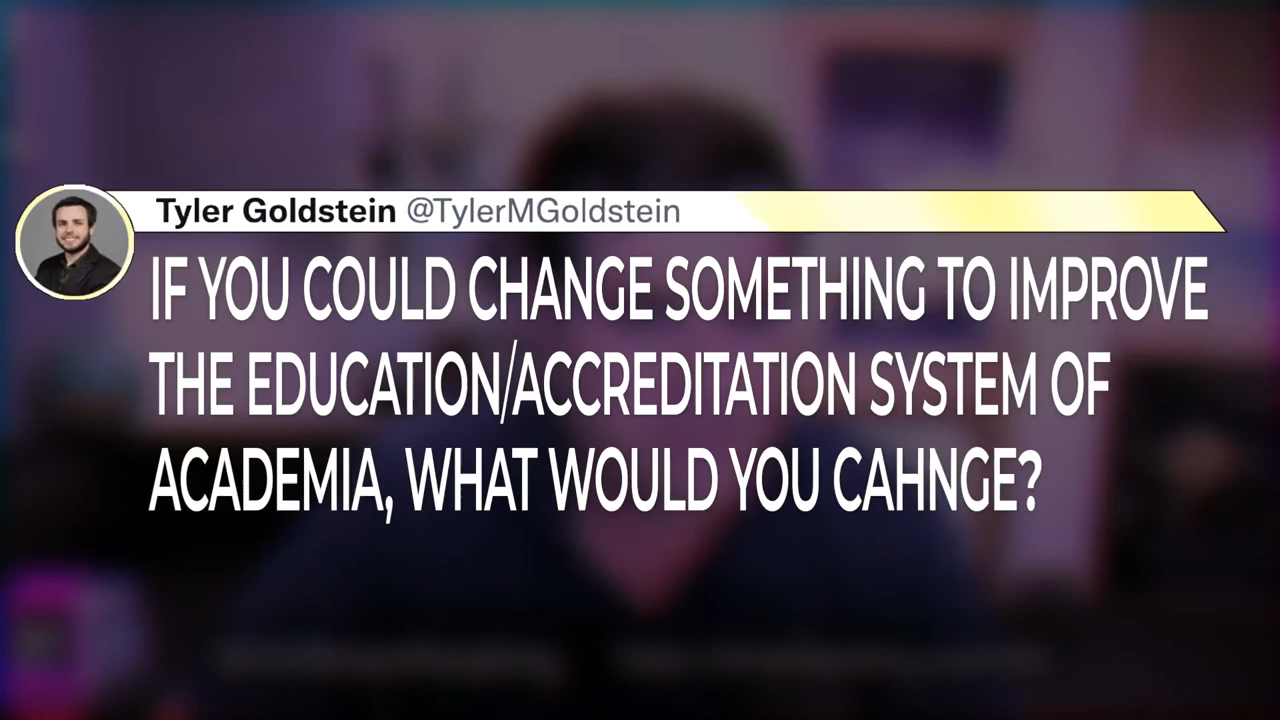 Tyler Goldstein @TylerMGoldstein
IF YOU COULD CHANGE SOMETHING TO IMPROVE
THE EDUCATION/ACCREDITATION SYSTEM OF
ACADEMIA, WHAT WOULD YOU CAHNGE?